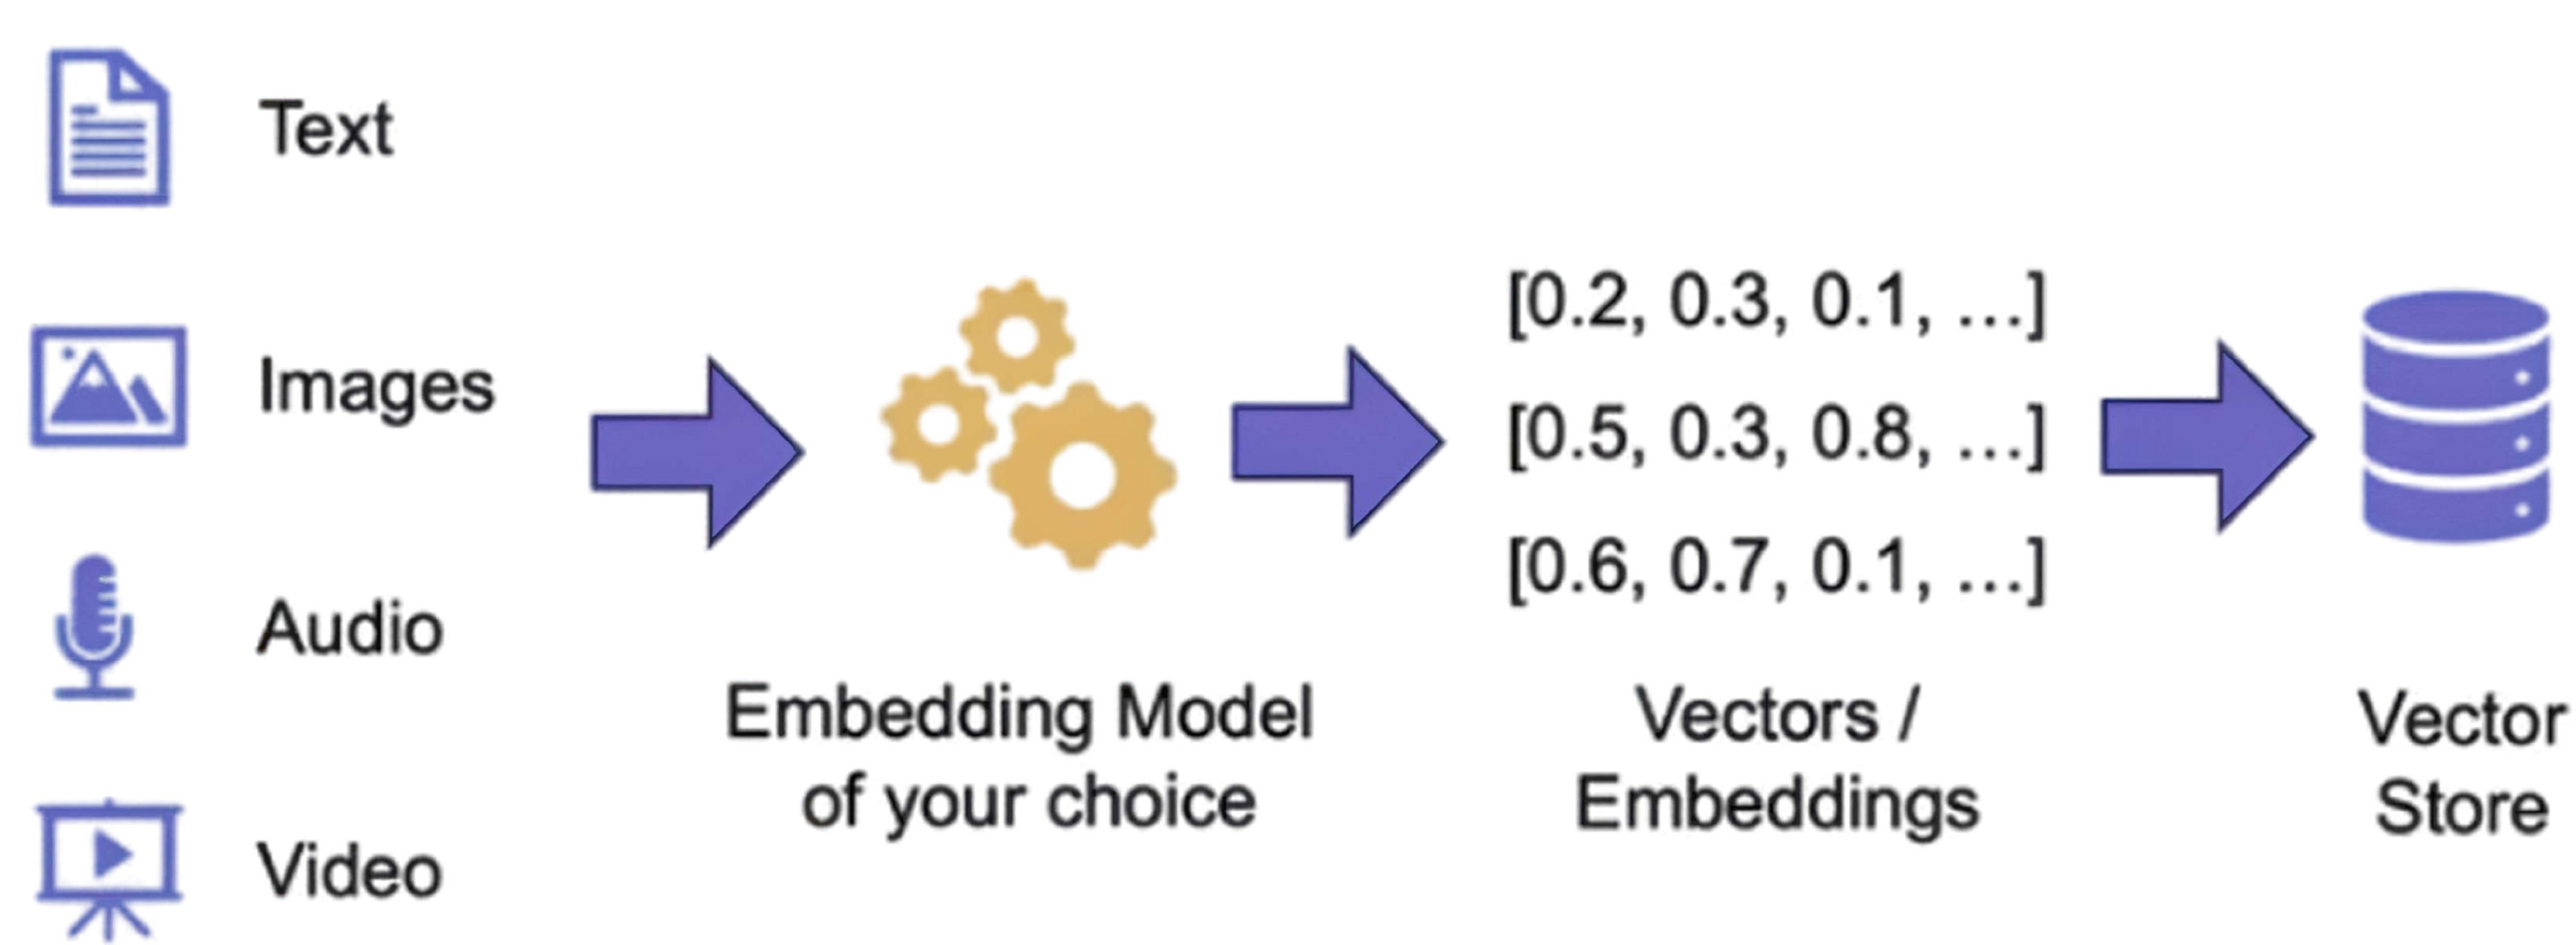 Text
Images
Audio
Video
Embedding Model
of your choice
[0.2, 0.3, 0.1, …]
[0.5, 0.3, 0.8, …]
[0.6, 0.7, 0.1, …]
Vectors /
Embeddings
Vector
Store